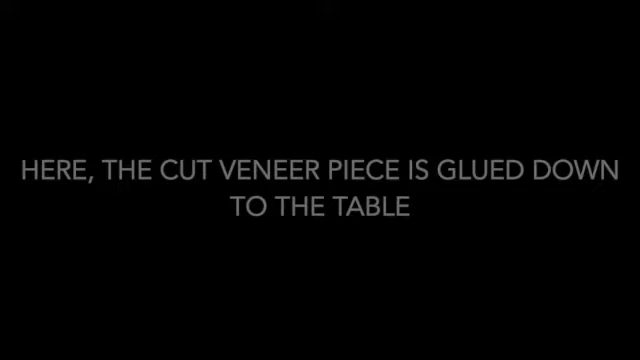 HERE, THE CUT VENEER PIECE IS GLUED DOWN
TO THE TABLE